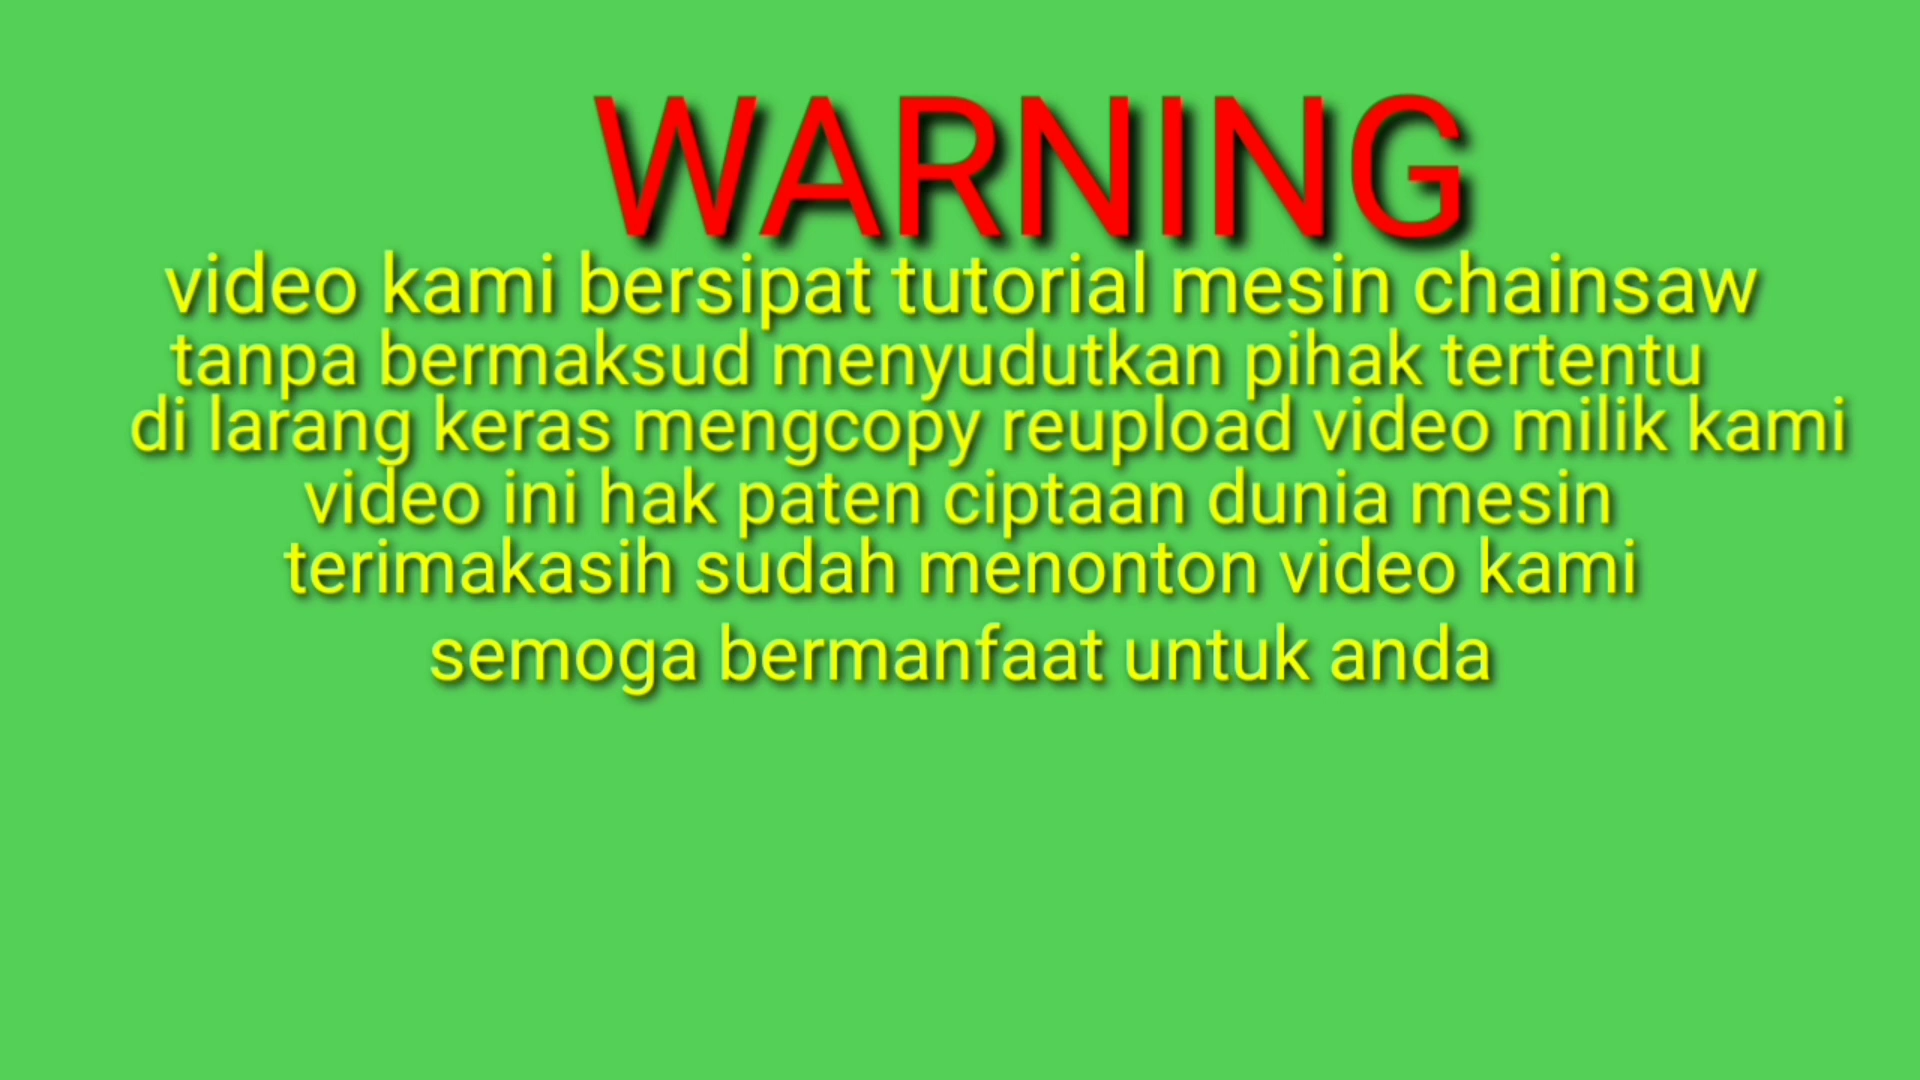 WARNING
video kami bersipat tutorial mesin chainsaw
tanpa bermaksud menyudutkan pihak tertentu
di larang keras mengcopy reupload video milik kami
video ini hak paten ciptaan dunia mesin
terimakasih sudah menonton video kami
semoga bermanfaat untuk anda